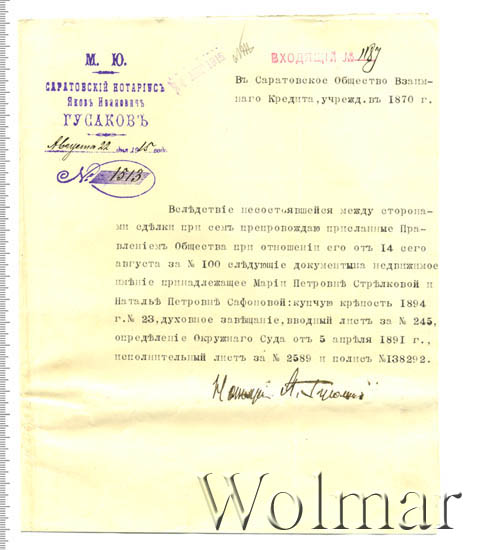 М. Ю.
САРАТОВСКІЙ НОТАРІУСЪ
Яковъ Ивановичъ
ГУСАКОВЪ
Августа 22 дня 1915 года
№ 1513
1915
ВХОДЯЩІЙ № 1187
Въ Саратовское Общество Взаим-
наго Кредита,учрежд.въ 1870 г.
Вслѣдствіе несостоявшейся между сторона-
ми сдѣлки при семъ препровождаю присланные Пра-
вленіемъ Общества при отношеніи его отъ 14 сего
августа за № 100 слѣдующіе документына недвижимое
имѣніе принадлежащее Маріи Петровнѣ Стрѣлковой и
Натальѣ Петровнѣ Сафоновой:купчую крѣпость 1894
г.№ 23,духовное завѣщаніе,вводный листъ за № 245,
опредѣленіе Окружнаго Суда отъ 5 апрѣля 1891 г.,
исполнительный листъ за № 2589 и полисъ №138292.
Нотарій
Wolmar